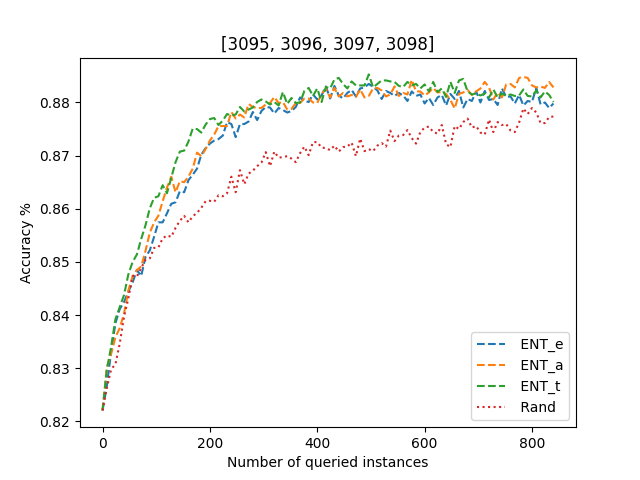 [3095, 3096, 3097, 3098]
Accuracy %
0.88
0.87
0.86
0.85
0.84
0.83
0.82
ENT_e
ENT_a
ENT_t
Rand
0 200 400 600 800
Number of queried instances